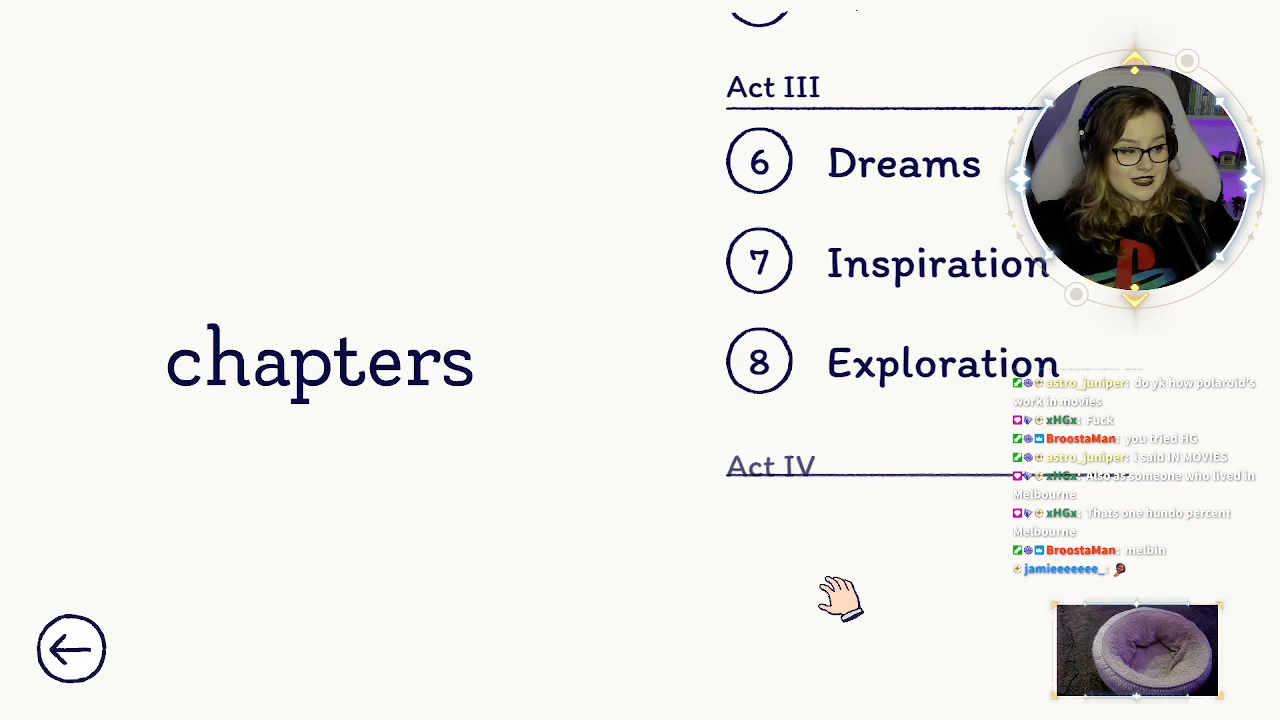 Act III
6 Dreams
7 Inspiration
8 Exploration
Act IV
chapters
astro_juniper: do yk how polaroid's
work in movies
xHGx: Fuck
BroostaMan: you tried HG
astro_juniper: i said IN MOVIES
xHGx: Also as someone who lived in
Melbourne
xHGx: Thats one hundo percent
Melbourne
BroostaMan: melbin
jamieeeeeee_: